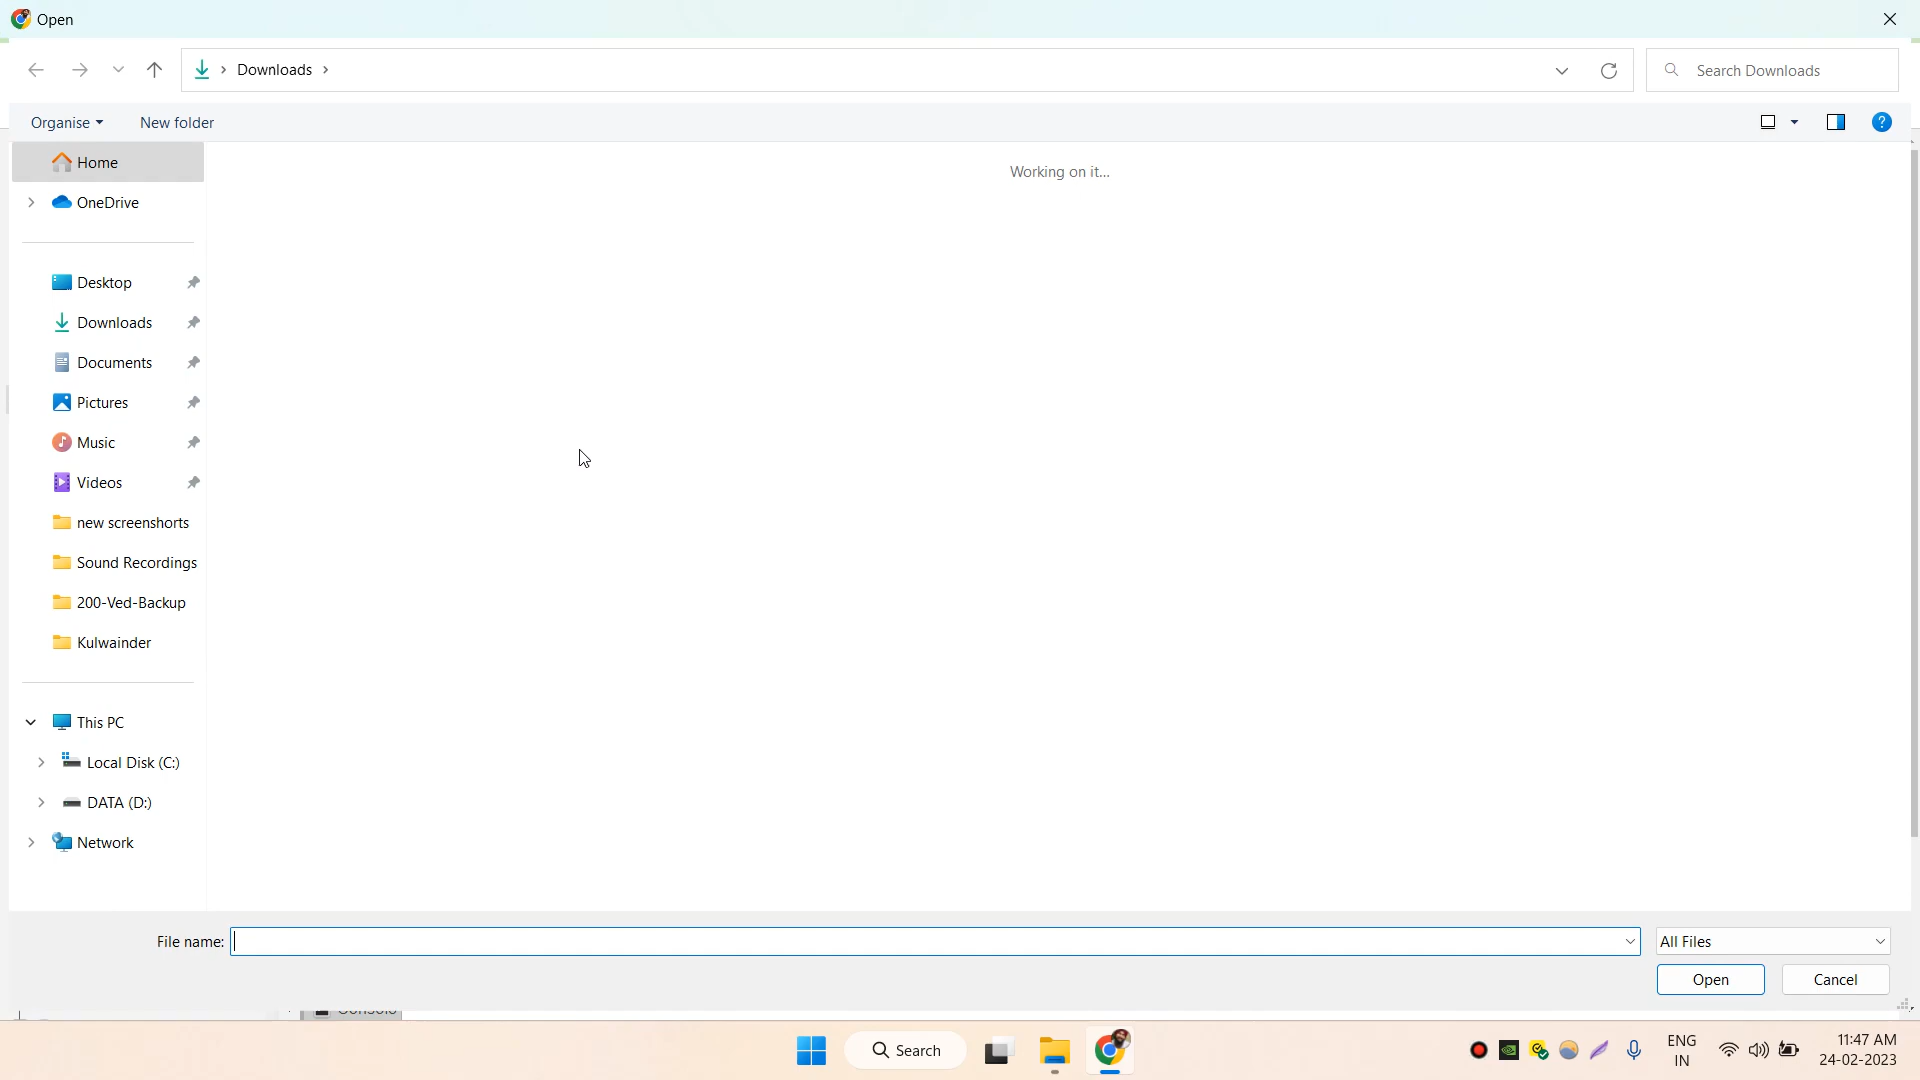 Open
Downloads
Search Downloads
Organise
New folder
Home
Working on it...
OneDrive
Desktop
Downloads
Documents
Pictures
Music
Videos
new screenshorts
Sound Recordings
200-Ved-Backup
Kulwainder
This PC
Local Disk (C:)
DATA (D:)
Network
File name:
All Files
Open
Cancel
Console
Search
ENG
IN
11:47 AM
24-02-2023